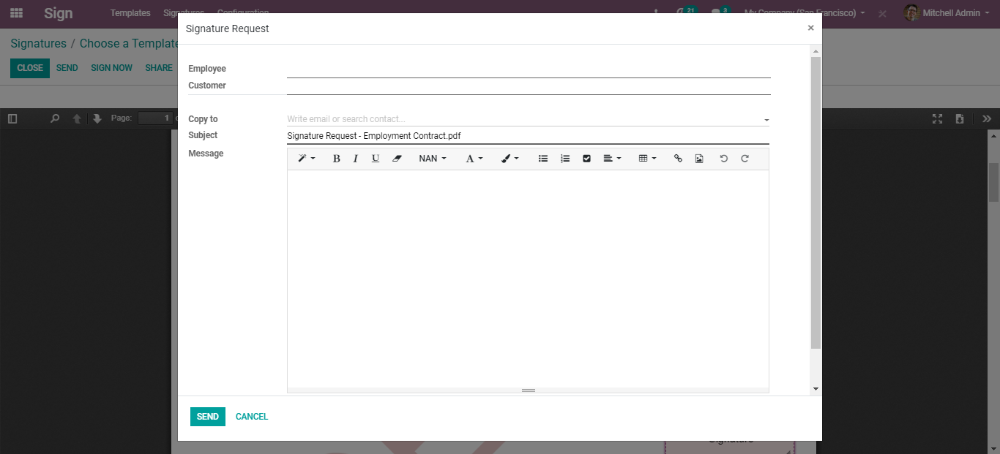 Sign Templates Signatures Configuration 21 3 My Company (San Francisco) Mitchell Admin
Signature Request ×
Signatures / Choose a Template
CLOSE SEND SIGN NOW SHARE
Employee
Customer
Page: 1
Copy to Write email or search contact...
Subject Signature Request - Employment Contract.pdf
Message
B I U NAN A
SEND CANCEL
Signature